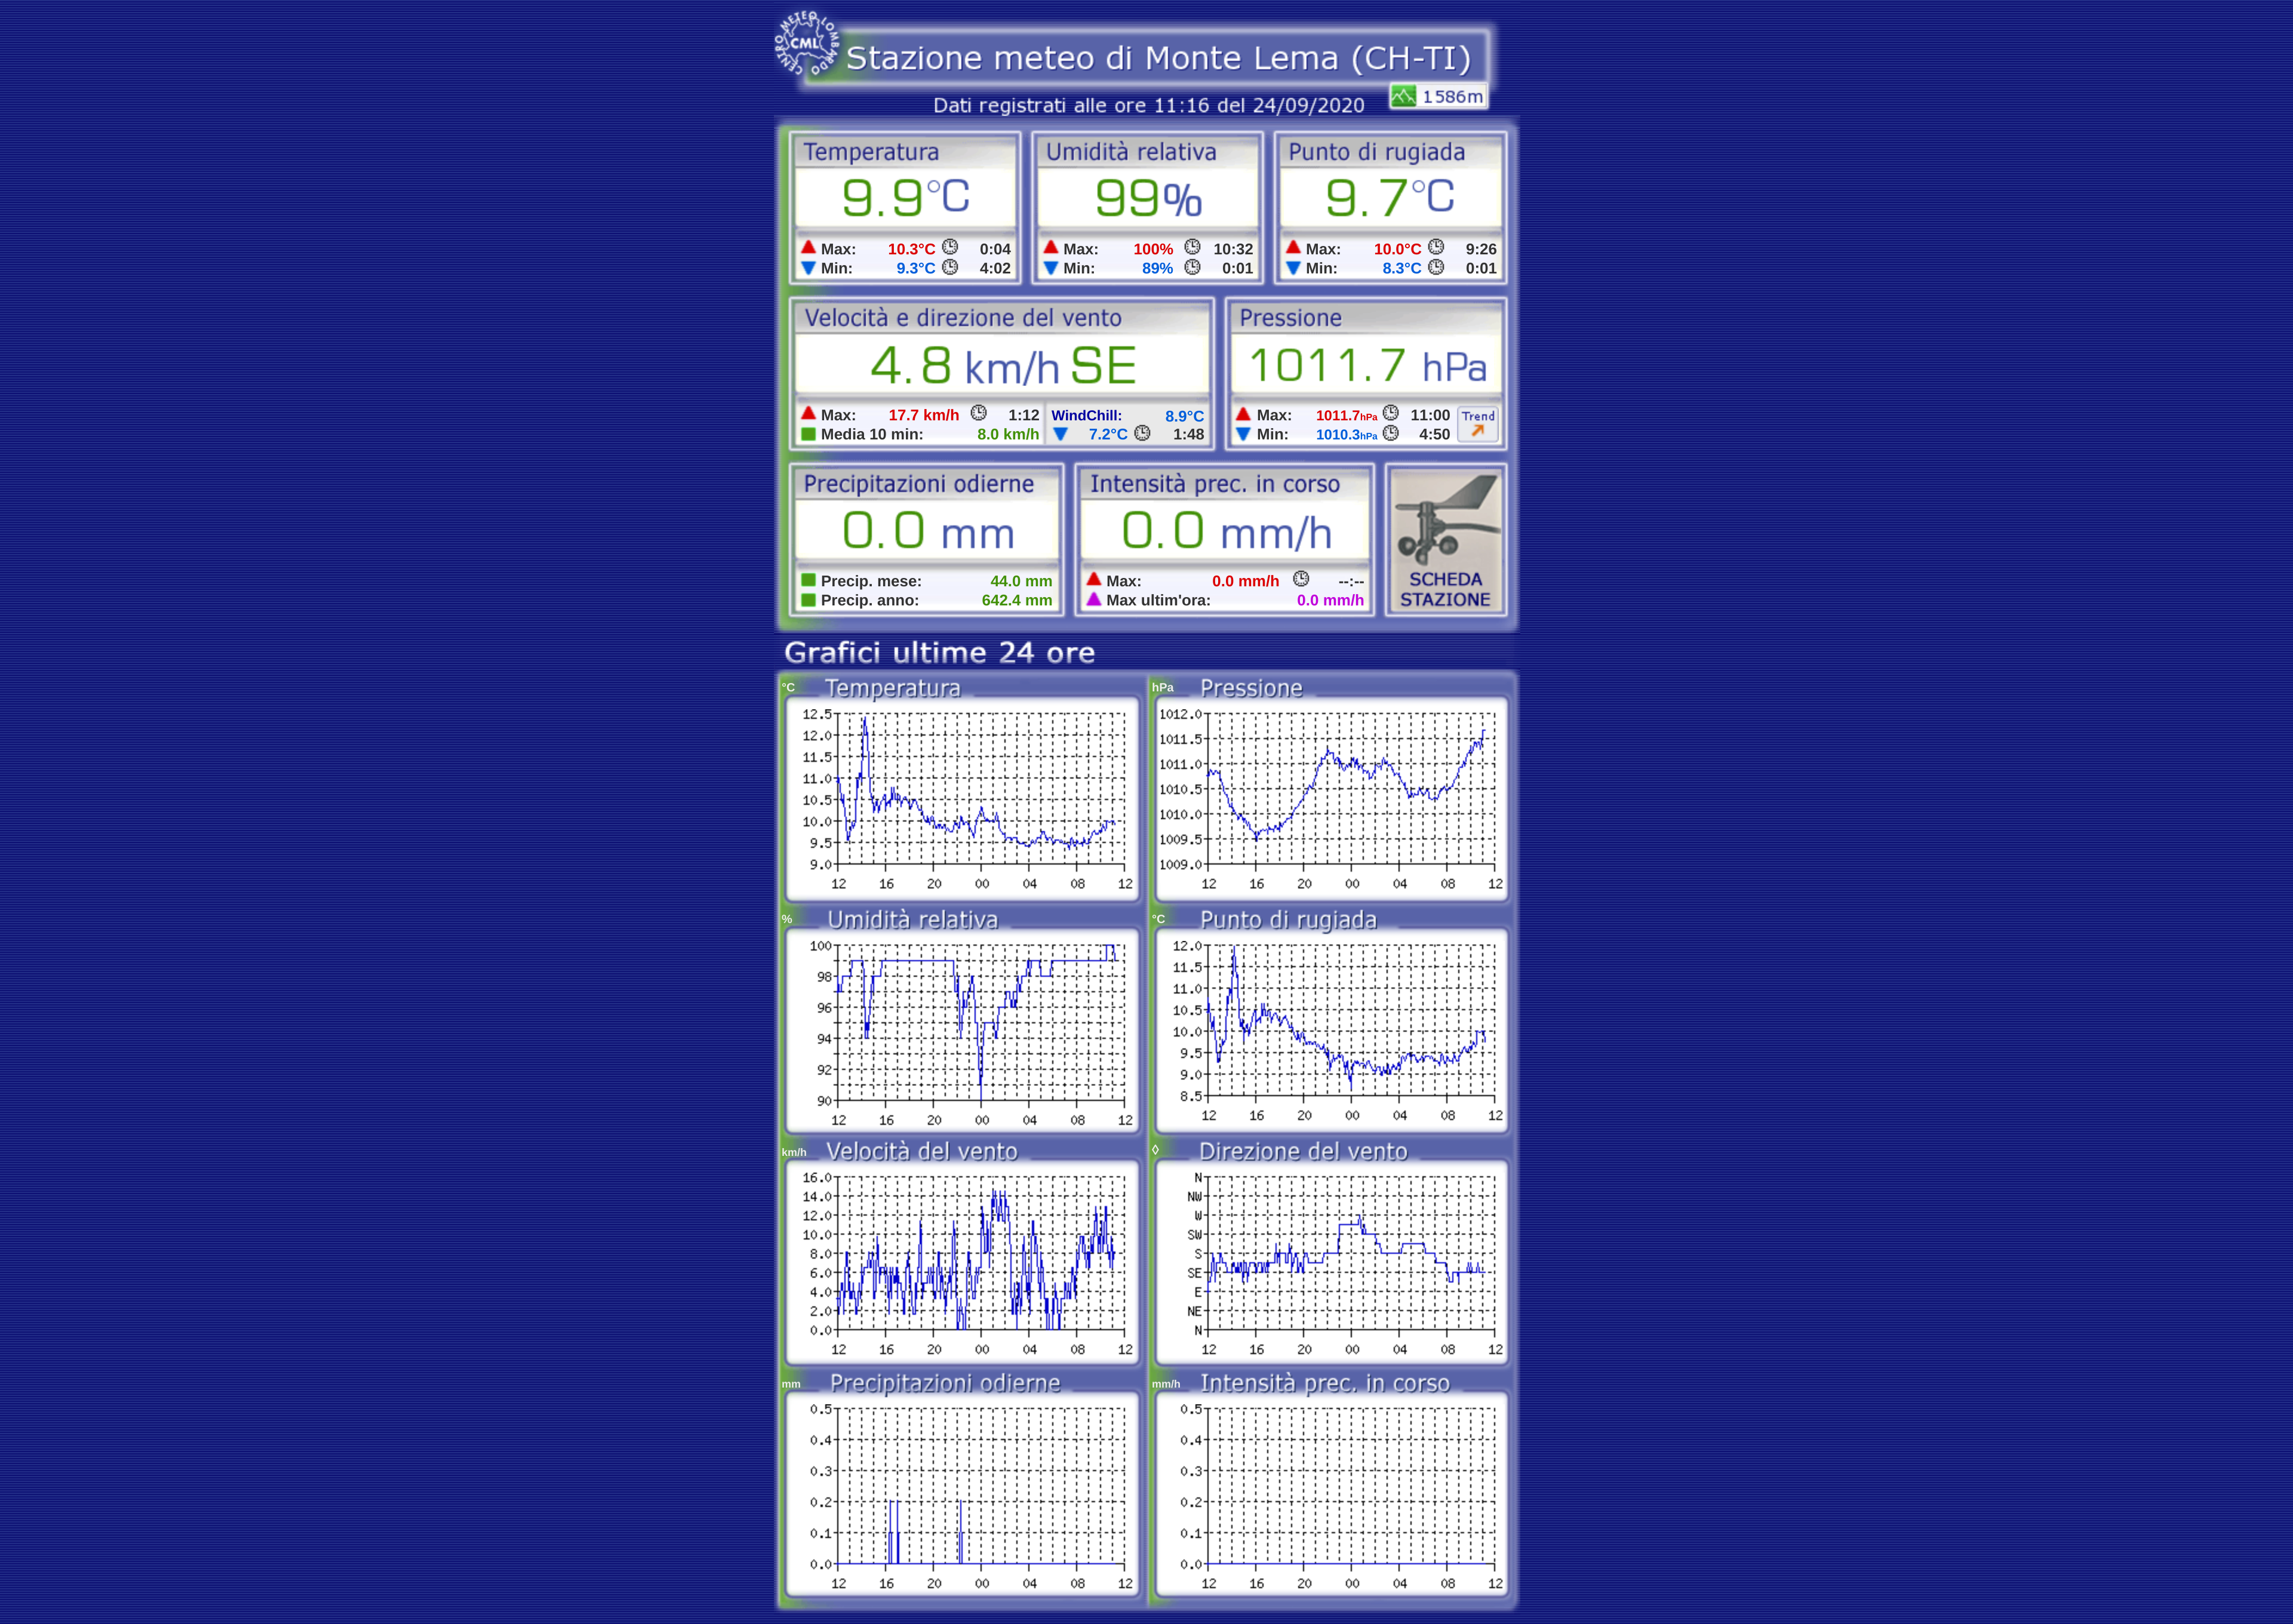 CENTRO METEO LOMBARDO
CML
Stazione meteo di Monte Lema (CH-TI)
Dati registrati alle ore 11:16 del 24/09/2020
1586m
Temperatura
9.9°C
Max: 10.3°C 0:04
Min: 9.3°C 4:02
Umidità relativa
99%
Max: 100% 10:32
Min: 89% 0:01
Punto di rugiada
9.7°C
Max: 10.0°C 9:26
Min: 8.3°C 0:01
Velocità e direzione del vento
4.8 km/h SE
Max: 17.7 km/h 1:12
Media 10 min: 8.0 km/h
WindChill: 8.9°C
7.2°C 1:48
Pressione
1011.7 hPa
Max: 1011.7hPa 11:00
Min: 1010.3hPa 4:50
Trend
Precipitazioni odierne
0.0 mm
Precip. mese: 44.0 mm
Precip. anno: 642.4 mm
Intensità prec. in corso
0.0 mm/h
Max: 0.0 mm/h --:--
Max ultim'ora: 0.0 mm/h
SCHEDA
STAZIONE
Grafici ultime 24 ore
°C Temperatura
12.5
12.0
11.5
11.0
10.5
10.0
9.5
9.0
12 16 20 00 04 08 12
hPa Pressione
1012.0
1011.5
1011.0
1010.5
1010.0
1009.5
1009.0
12 16 20 00 04 08 12
% Umidità relativa
100
98
96
94
92
90
12 16 20 00 04 08 12
°C Punto di rugiada
12.0
11.5
11.0
10.5
10.0
9.5
9.0
8.5
12 16 20 00 04 08 12
km/h Velocità del vento
16.0
14.0
12.0
10.0
8.0
6.0
4.0
2.0
0.0
12 16 20 00 04 08 12
◊ Direzione del vento
N
NW
W
SW
S
SE
E
NE
N
12 16 20 00 04 08 12
mm Precipitazioni odierne
0.5
0.4
0.3
0.2
0.1
0.0
12 16 20 00 04 08 12
mm/h Intensità prec. in corso
0.5
0.4
0.3
0.2
0.1
0.0
12 16 20 00 04 08 12